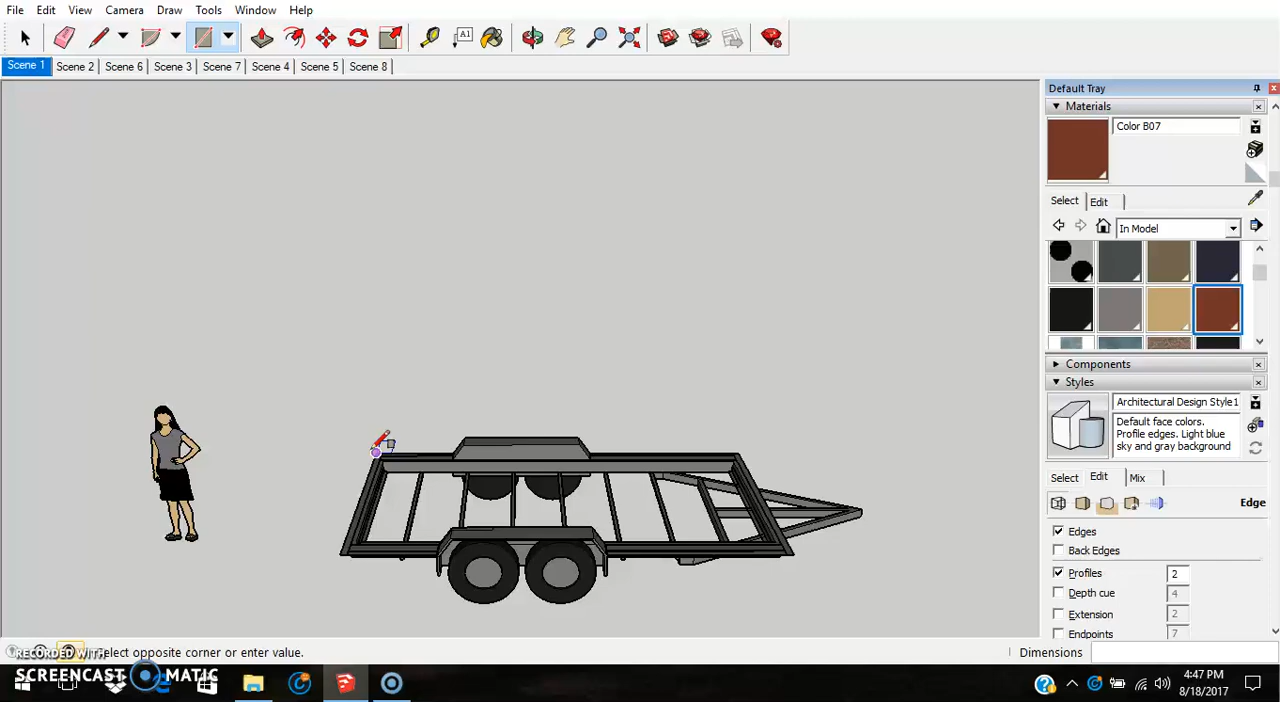 File Edit View Camera Draw Tools Window Help
A1
Scene 1 Scene 2 Scene 6 Scene 3 Scene 7 Scene 4 Scene 5 Scene 8
Default Tray
Materials
Color B07
Select Edit
In Model
Components
Styles
Architectural Design Style1
Default face colors.
Profile edges. Light blue
sky and gray background
Select Edit Mix
Edge
Edges
Back Edges
Profiles 2
Depth cue 4
Extension 2
Endpoints 7
RECORDED WITH
Select opposite corner or enter value.
Dimensions
SCREENCAST MATIC
4:47 PM
8/18/2017